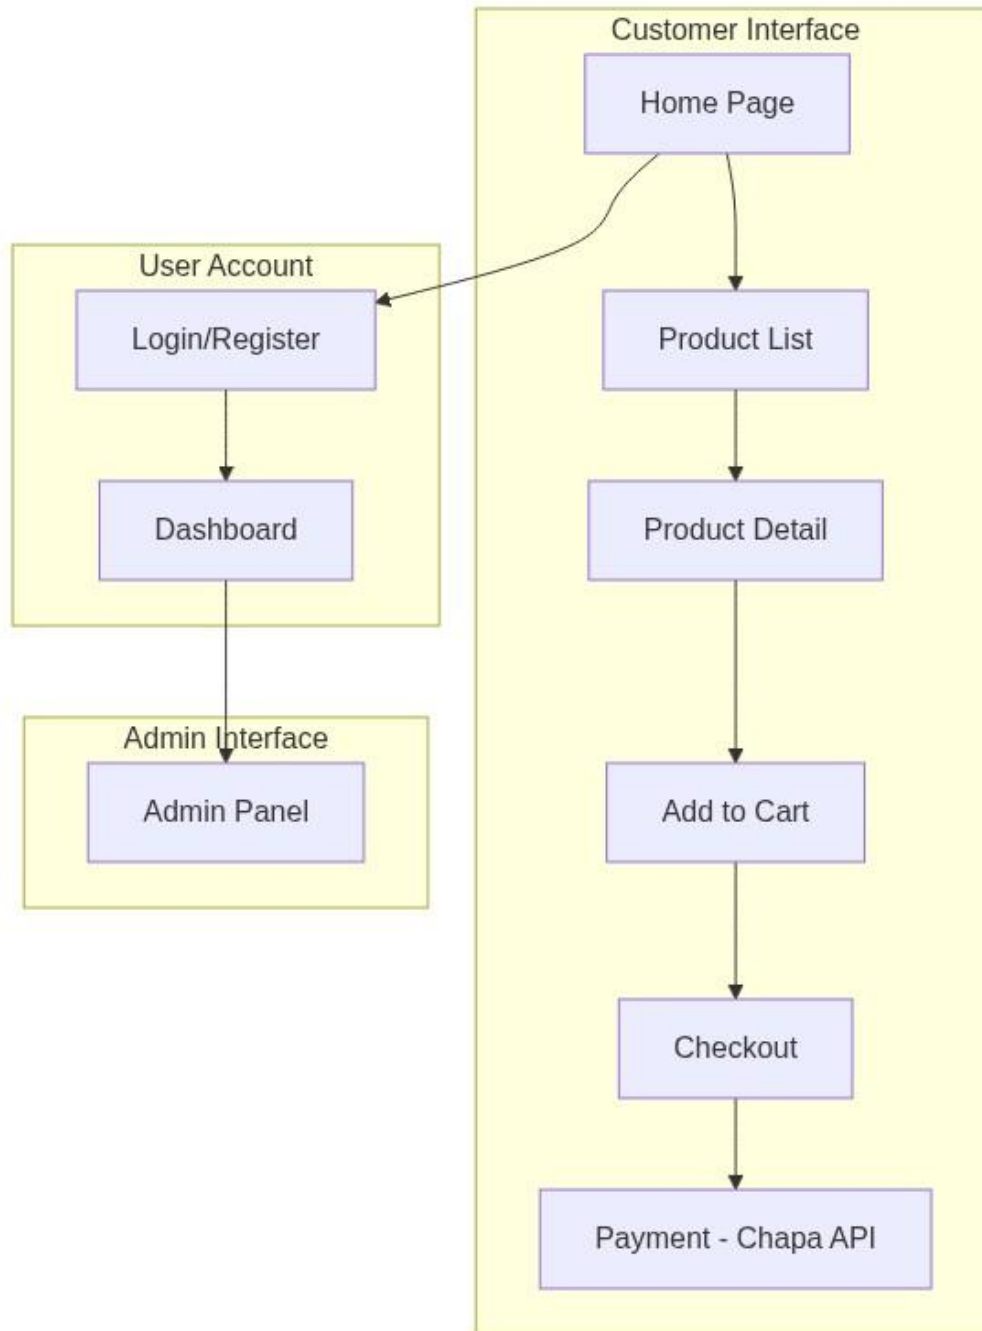 Customer Interface
Home Page
User Account
Login/Register
Product List
Dashboard
Product Detail
Admin Interface
Admin Panel
Add to Cart
Checkout
Payment - Chapa API